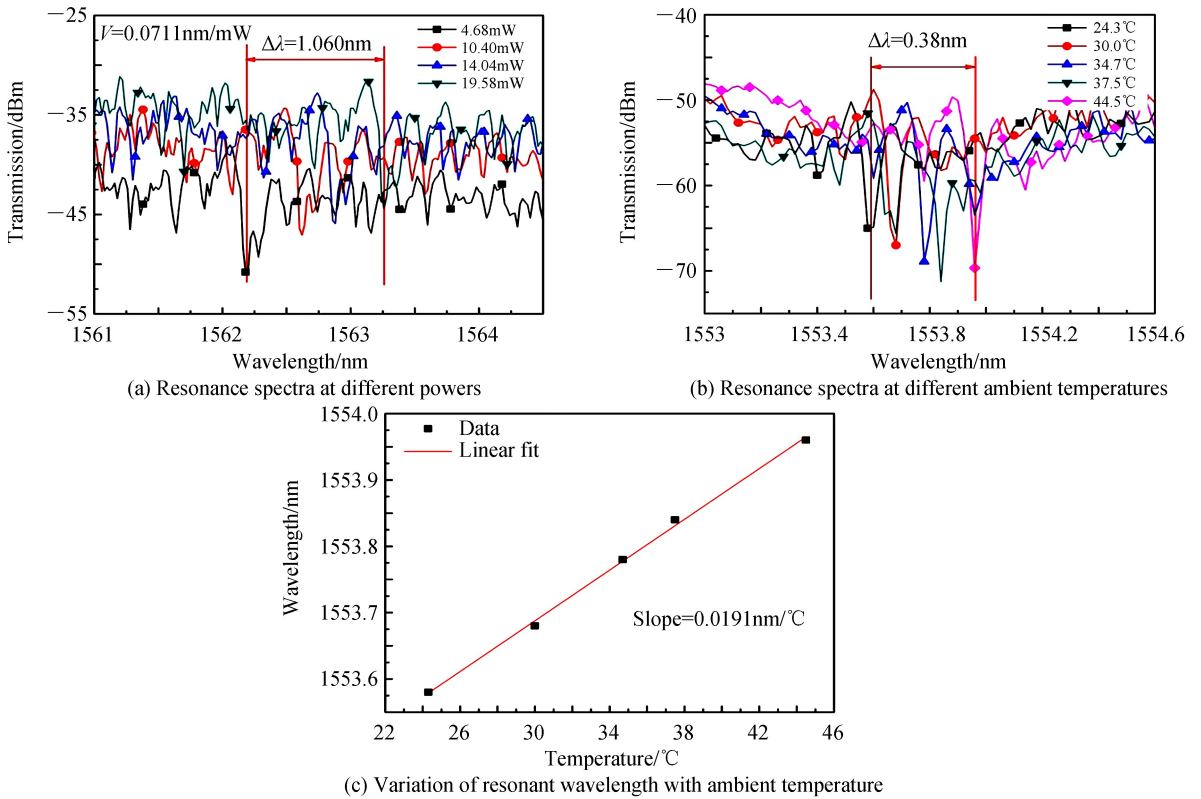 V=0.0711nm/mW
Δλ=1.060nm
4.68mW
10.40mW
14.04mW
19.58mW
Transmission/dBm
−25
−35
−45
−55
1561
1562
1563
1564
Wavelength/nm
(a) Resonance spectra at different powers
Δλ=0.38nm
24.3℃
30.0℃
34.7℃
37.5℃
44.5℃
Transmission/dBm
−40
−50
−60
−70
1553
1553.4
1553.8
1554.2
1554.6
Wavelength/nm
(b) Resonance spectra at different ambient temperatures
Data
Linear fit
Slope=0.0191nm/℃
Wavelength/nm
1554.0
1553.9
1553.8
1553.7
1553.6
22
26
30
34
38
42
46
Temperature/℃
(c) Variation of resonant wavelength with ambient temperature